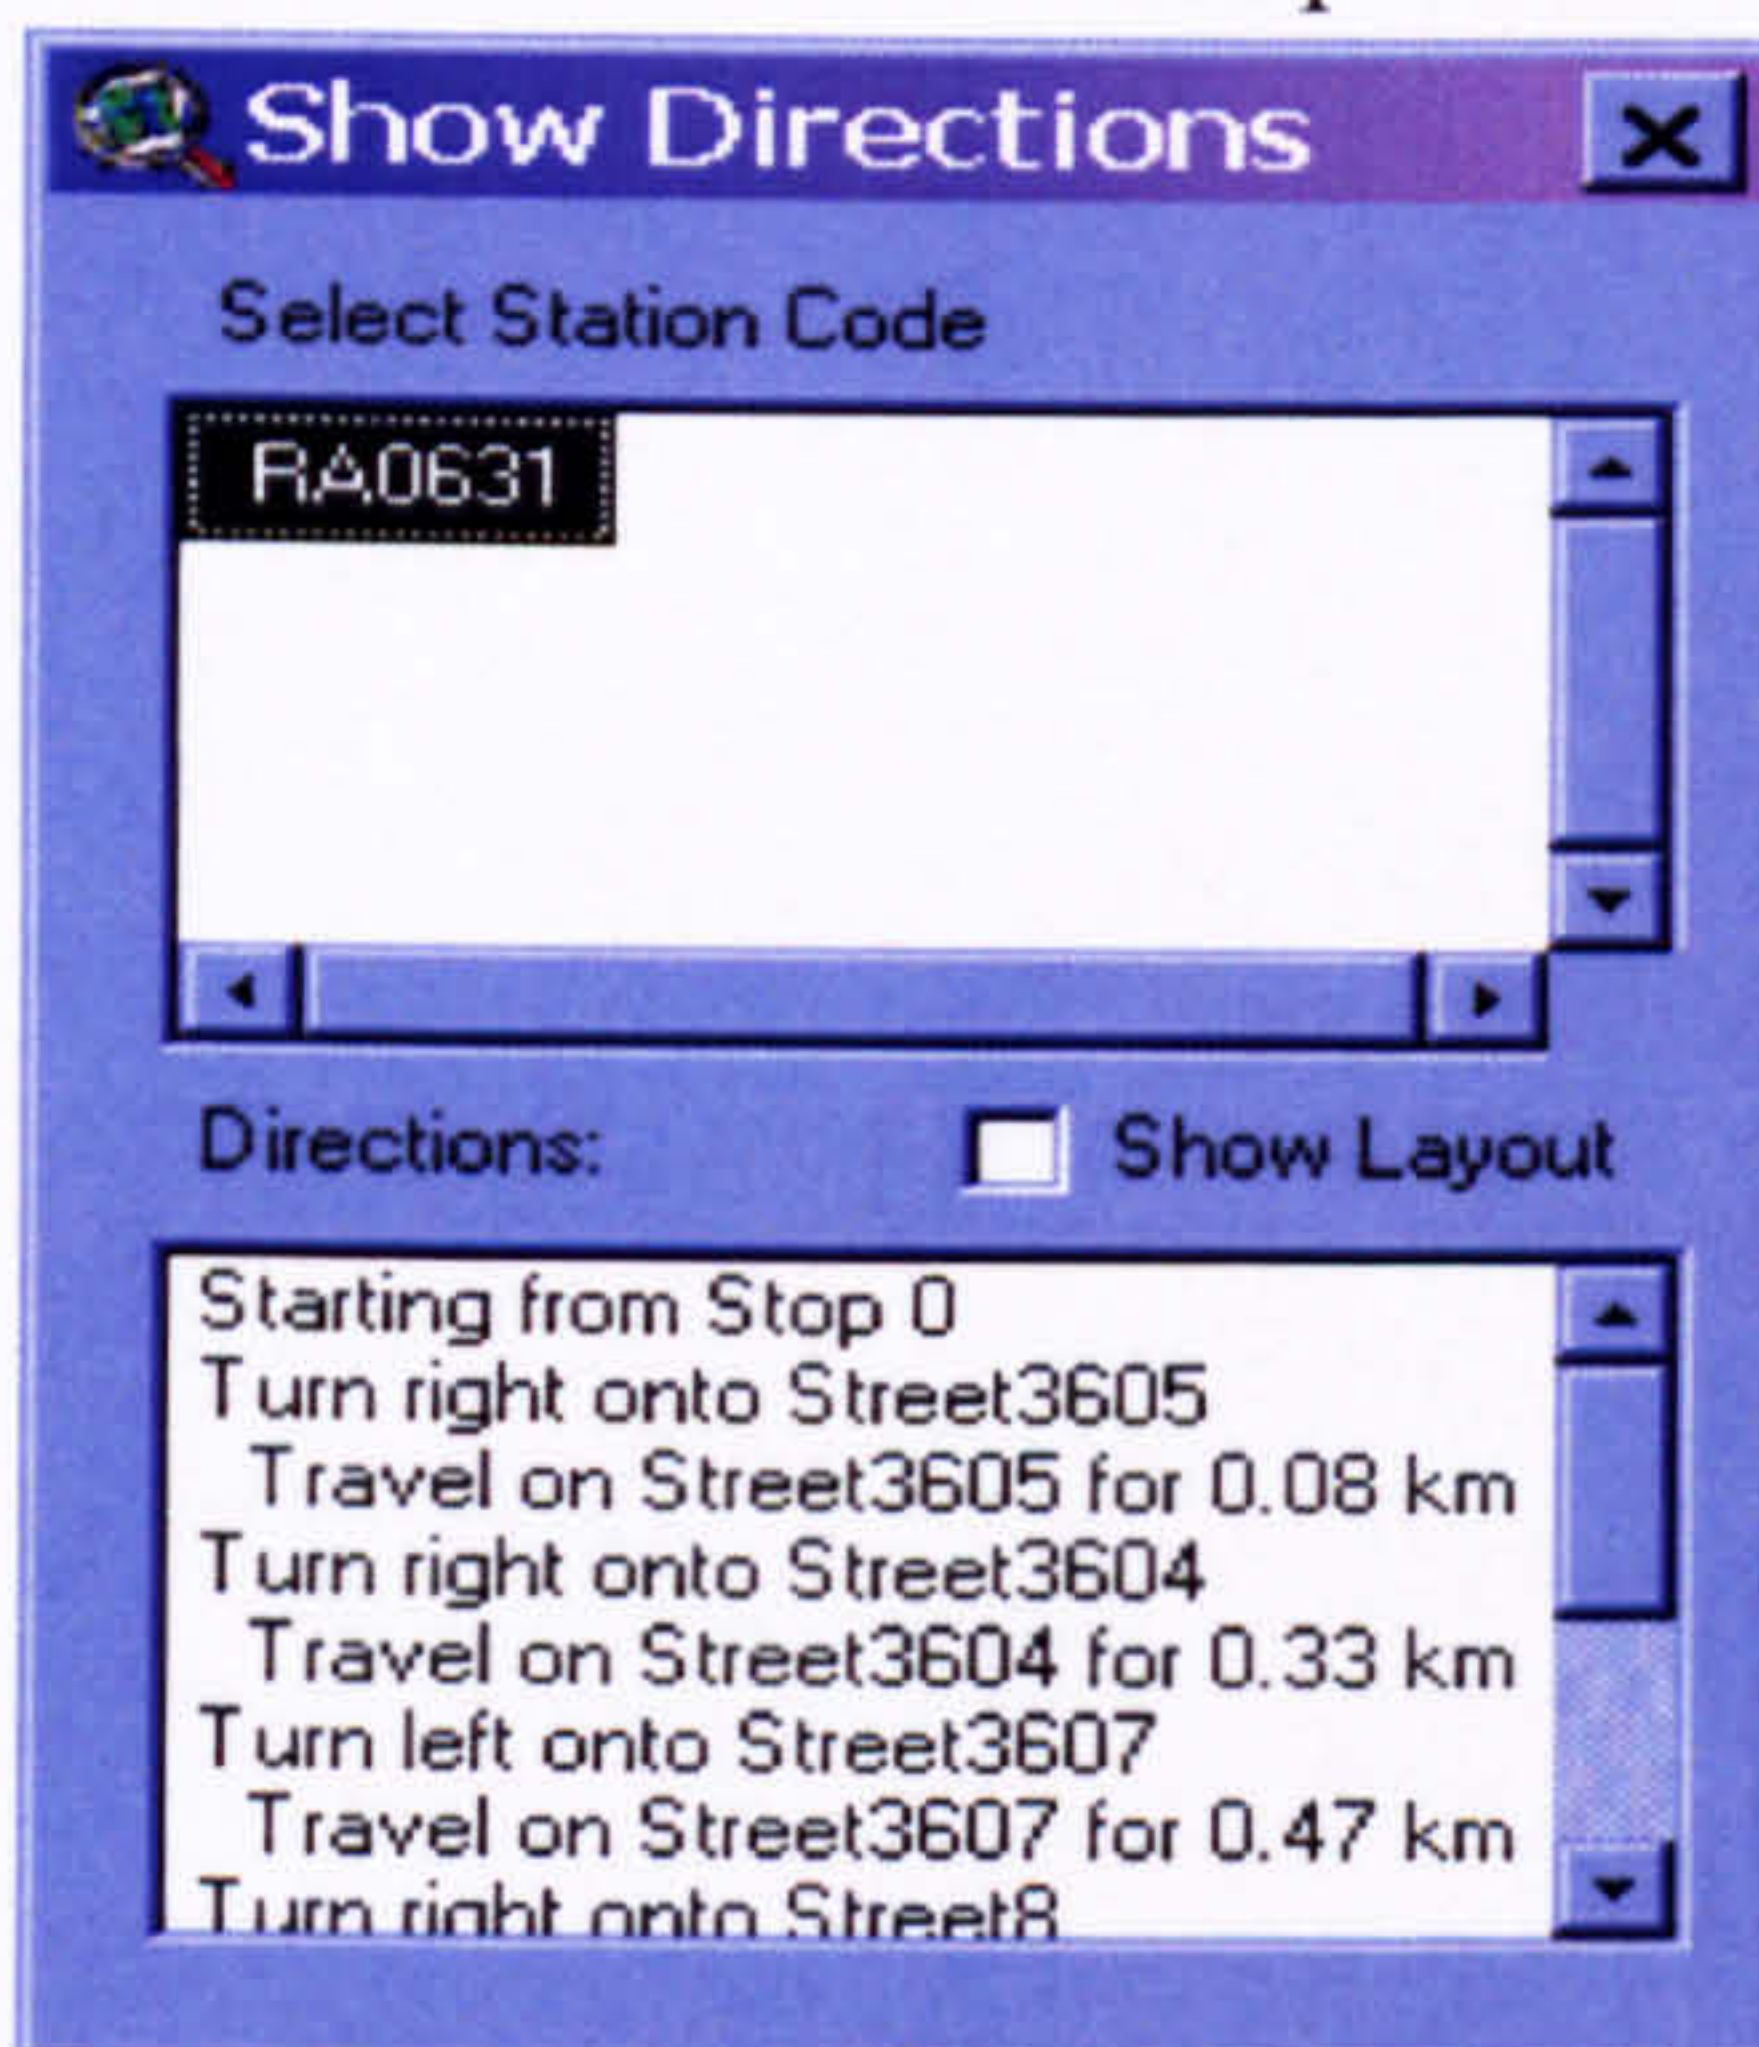 Show Directions
Select Station Code
RA0631
Directions:
Show Layout
Starting from Stop 0
Turn right onto Street3605
Travel on Street3605 for 0.08 km
Turn right onto Street3604
Travel on Street3604 for 0.33 km
Turn left onto Street3607
Travel on Street3607 for 0.47 km
Turn right onto Street8